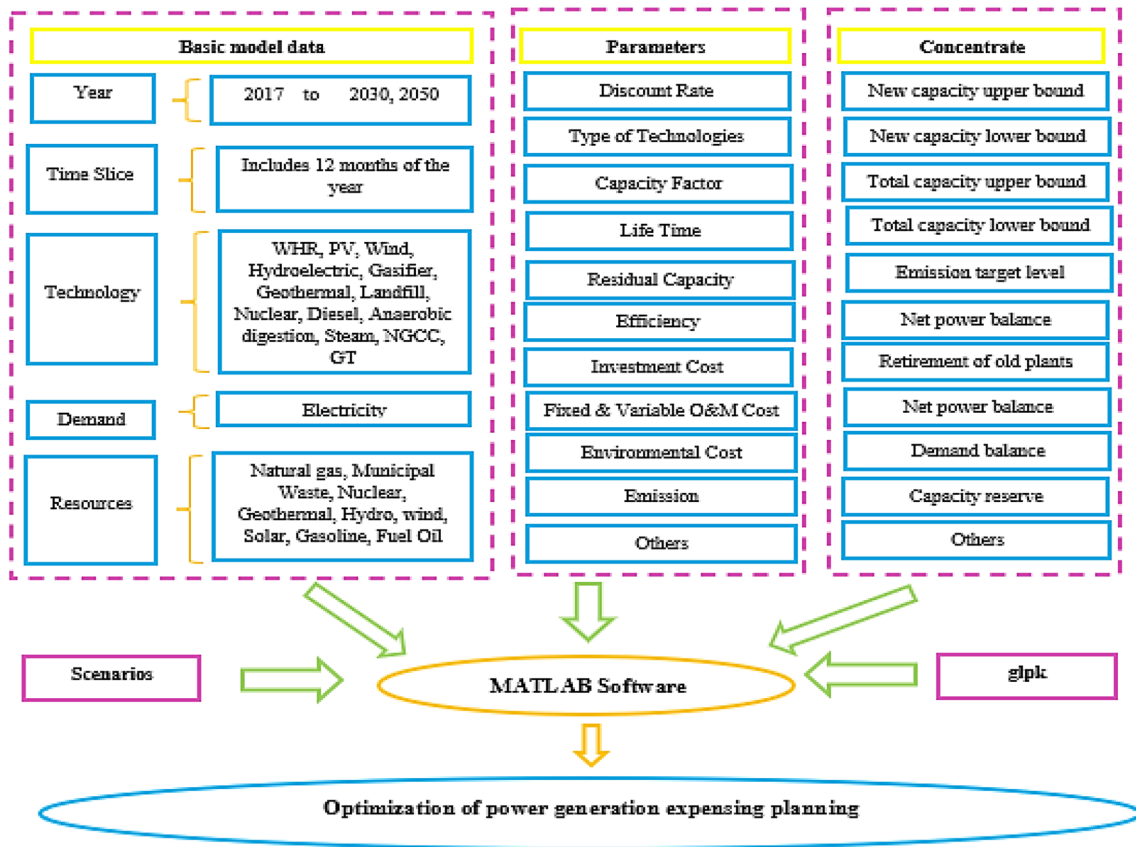 Basic model data
Year
2017 to 2030, 2050
Time Slice
Includes 12 months of the
year
Technology
WHR, PV, Wind,
Hydroelectric, Gasifier,
Geothermal, Landfill,
Nuclear, Diesel, Anaerobic
digestion, Steam, NGCC,
GT
Demand
Electricity
Resources
Natural gas, Municipal
Waste, Nuclear,
Geothermal, Hydro, wind,
Solar, Gasoline, Fuel Oil
Parameters
Discount Rate
Type of Technologies
Capacity Factor
Life Time
Residual Capacity
Efficiency
Investment Cost
Fixed & Variable O&M Cost
Environmental Cost
Emission
Others
Concentrate
New capacity upper bound
New capacity lower bound
Total capacity upper bound
Total capacity lower bound
Emission target level
Net power balance
Retirement of old plants
Net power balance
Demand balance
Capacity reserve
Others
Scenarios
MATLAB Software
glpk
Optimization of power generation expensing planning